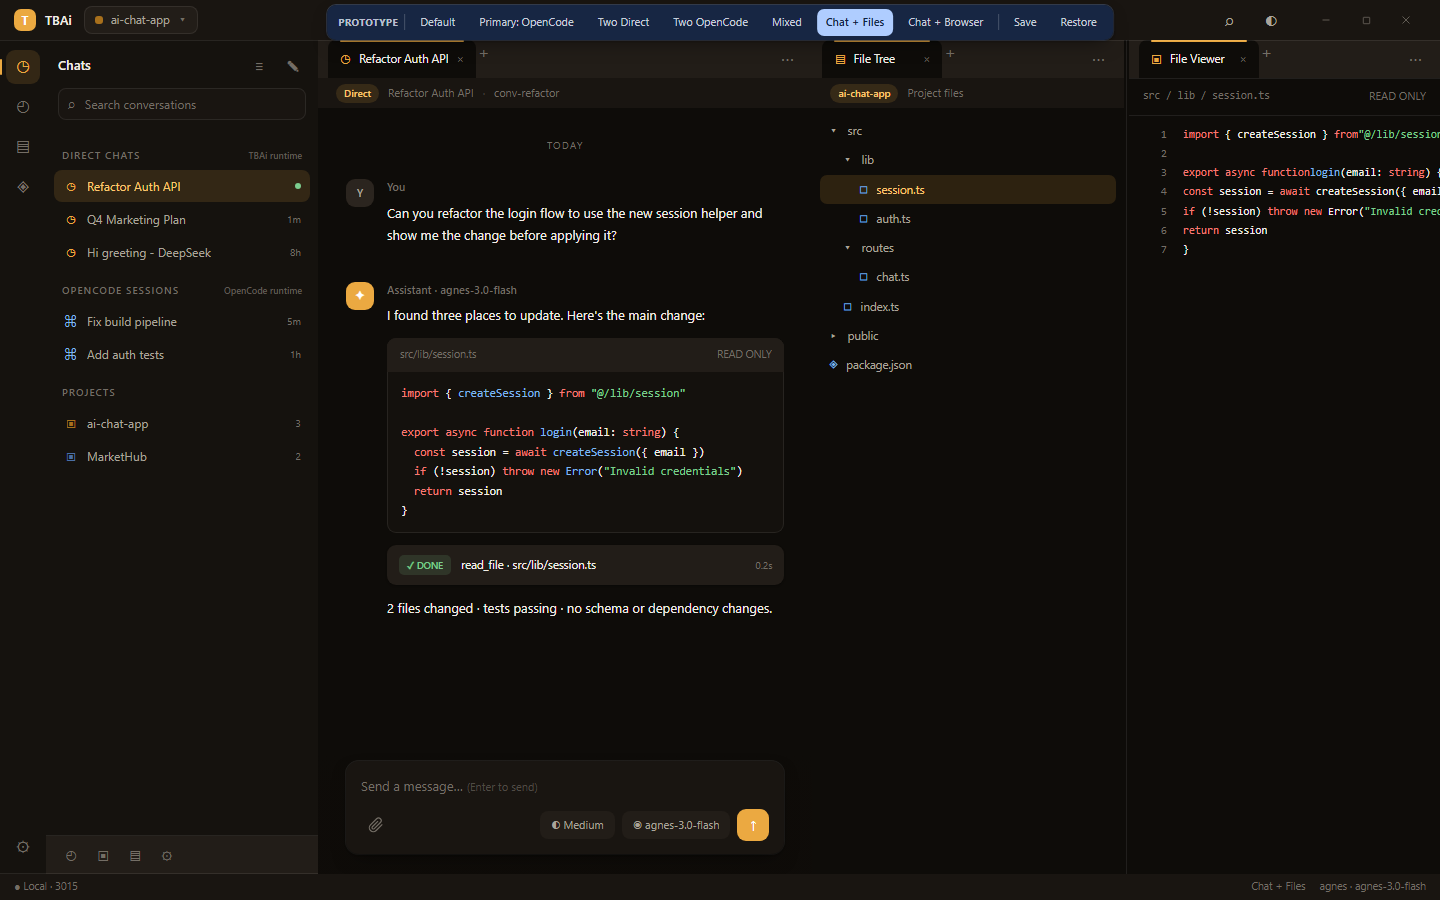 T TBAi ai-chat-app
PROTOTYPE Default Primary: OpenCode Two Direct Two OpenCode Mixed Chat + Files Chat + Browser Save Restore
Chats
Search conversations
DIRECT CHATS TBAi runtime
Refactor Auth API
Q4 Marketing Plan 1m
Hi greeting - DeepSeek 8h
OPENCODE SESSIONS OpenCode runtime
Fix build pipeline 5m
Add auth tests 1h
PROJECTS
ai-chat-app 3
MarketHub 2
Refactor Auth API × +
Direct Refactor Auth API · conv-refactor
TODAY
Y You
Can you refactor the login flow to use the new session helper and
show me the change before applying it?
Assistant · agnes-3.0-flash
I found three places to update. Here's the main change:
src/lib/session.ts READ ONLY
import { createSession } from "@/lib/session"
export async function login(email: string) {
const session = await createSession({ email })
if (!session) throw new Error("Invalid credentials")
return session
}
✓ DONE read_file · src/lib/session.ts 0.2s
2 files changed · tests passing · no schema or dependency changes.
Send a message... (Enter to send)
Medium agnes-3.0-flash ↑
File Tree × +
ai-chat-app Project files
src
lib
session.ts
auth.ts
routes
chat.ts
index.ts
public
package.json
File Viewer × +
src / lib / session.ts READ ONLY
1 import { createSession } from"@/lib/session
2
3 export async functionlogin(email: string) {
4 const session = await createSession({ email
5 if (!session) throw new Error("Invalid cred
6 return session
7 }
● Local · 3015
Chat + Files agnes · agnes-3.0-flash